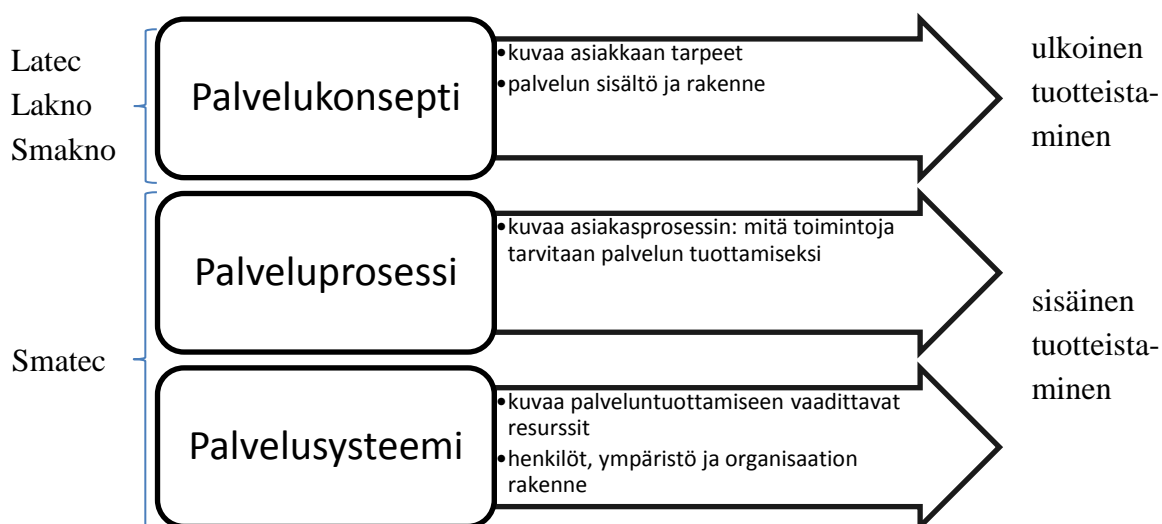 Latec
Lakno
Smakno
Palvelukonsepti
•kuvaa asiakkaan tarpeet
•palvelun sisältö ja rakenne
ulkoinen
tuotteista-
minen
Palveluprosessi
•kuvaa asiakasprosessin: mitä toimintoja
tarvitaan palvelun tuottamiseksi
Smatec
sisäinen
tuotteista-
minen
Palvelusysteemi
•kuvaa palveluntuottamiseen vaadittavat
resurssit
•henkilöt, ympäristö ja organisaation
rakenne